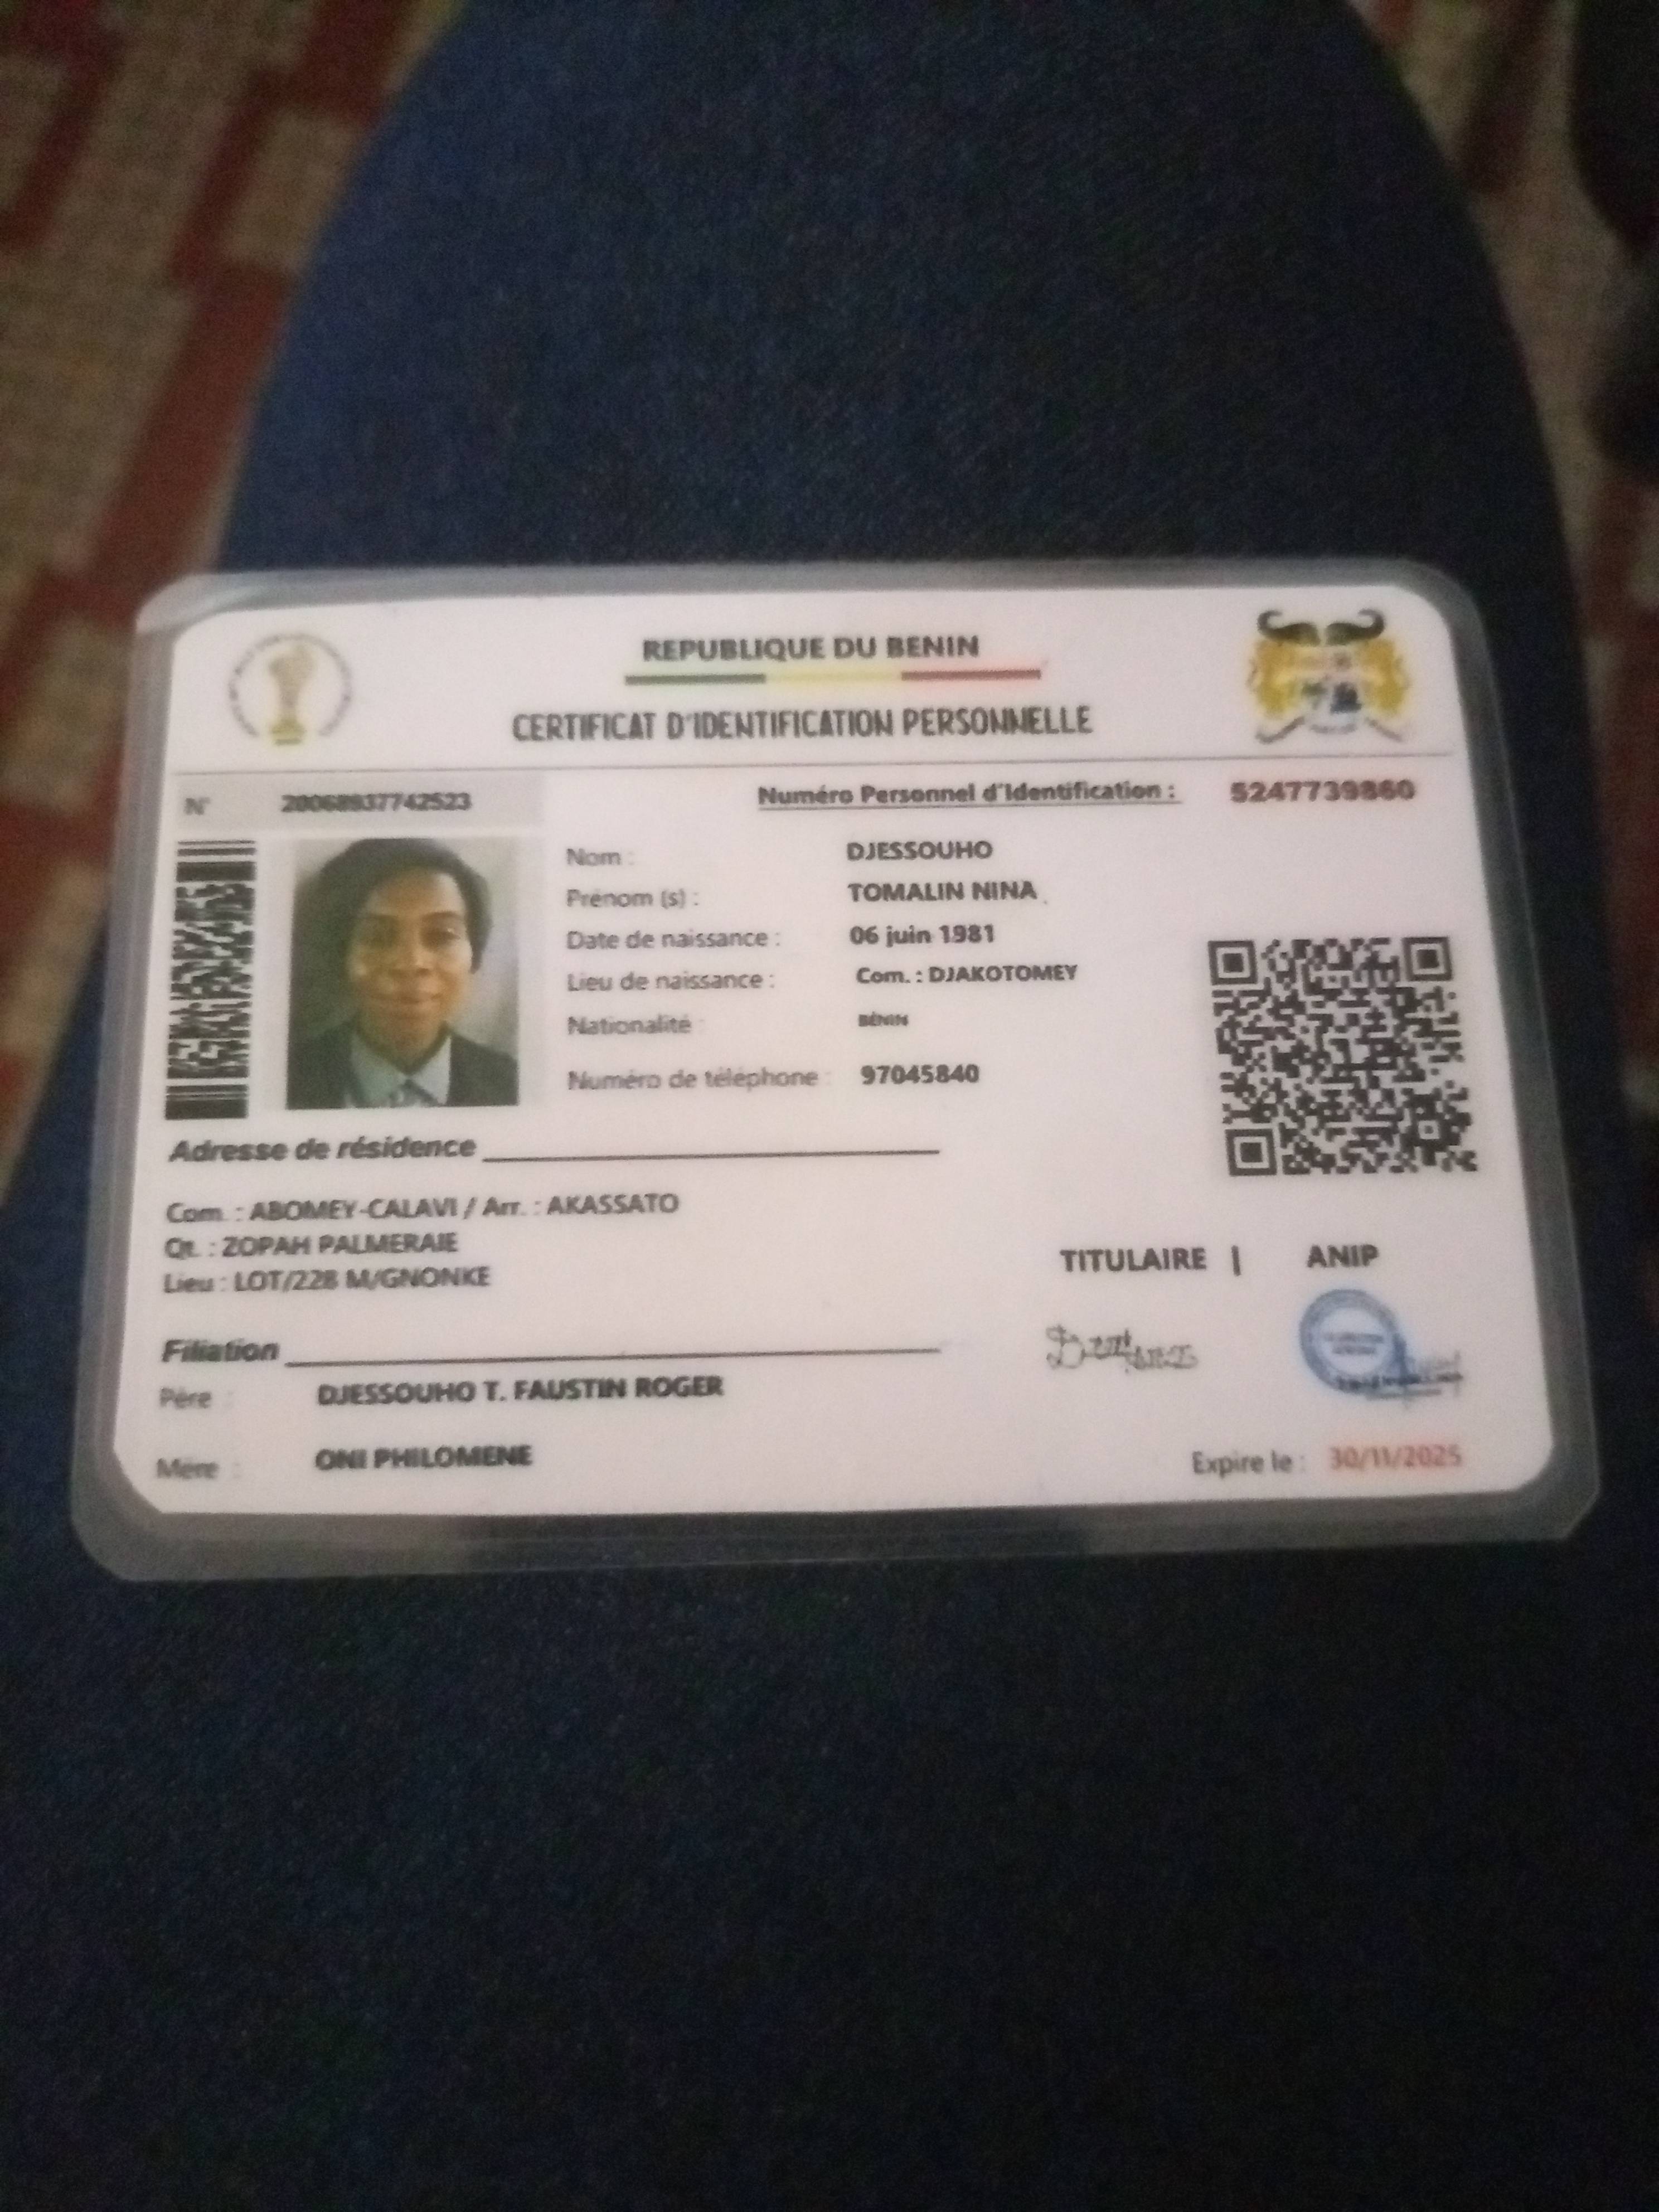 REPUBLIQUE DU BENIN
CERTIFICAT D'IDENTIFICATION PERSONNELLE
N° 20068937742523
Numéro Personnel d'Identification : 5247739860
Nom : DJESSOUHO
Prénom (s) : TOMALIN NINA
Date de naissance : 06 juin 1981
Lieu de naissance : Com. : DJAKOTOMEY
Nationalité : BÉNIN
Numéro de téléphone : 97045840
Adresse de résidence
Com. : ABOMEY-CALAVI / Arr. : AKASSATO
Qt. : ZOPAH PALMERAIE
Lieu : LOT/228 M/GNONKE
TITULAIRE | ANIP
Filiation
Père : DJESSOUHO T. FAUSTIN ROGER
Mère : ONI PHILOMENE
Expire le : 30/11/2025